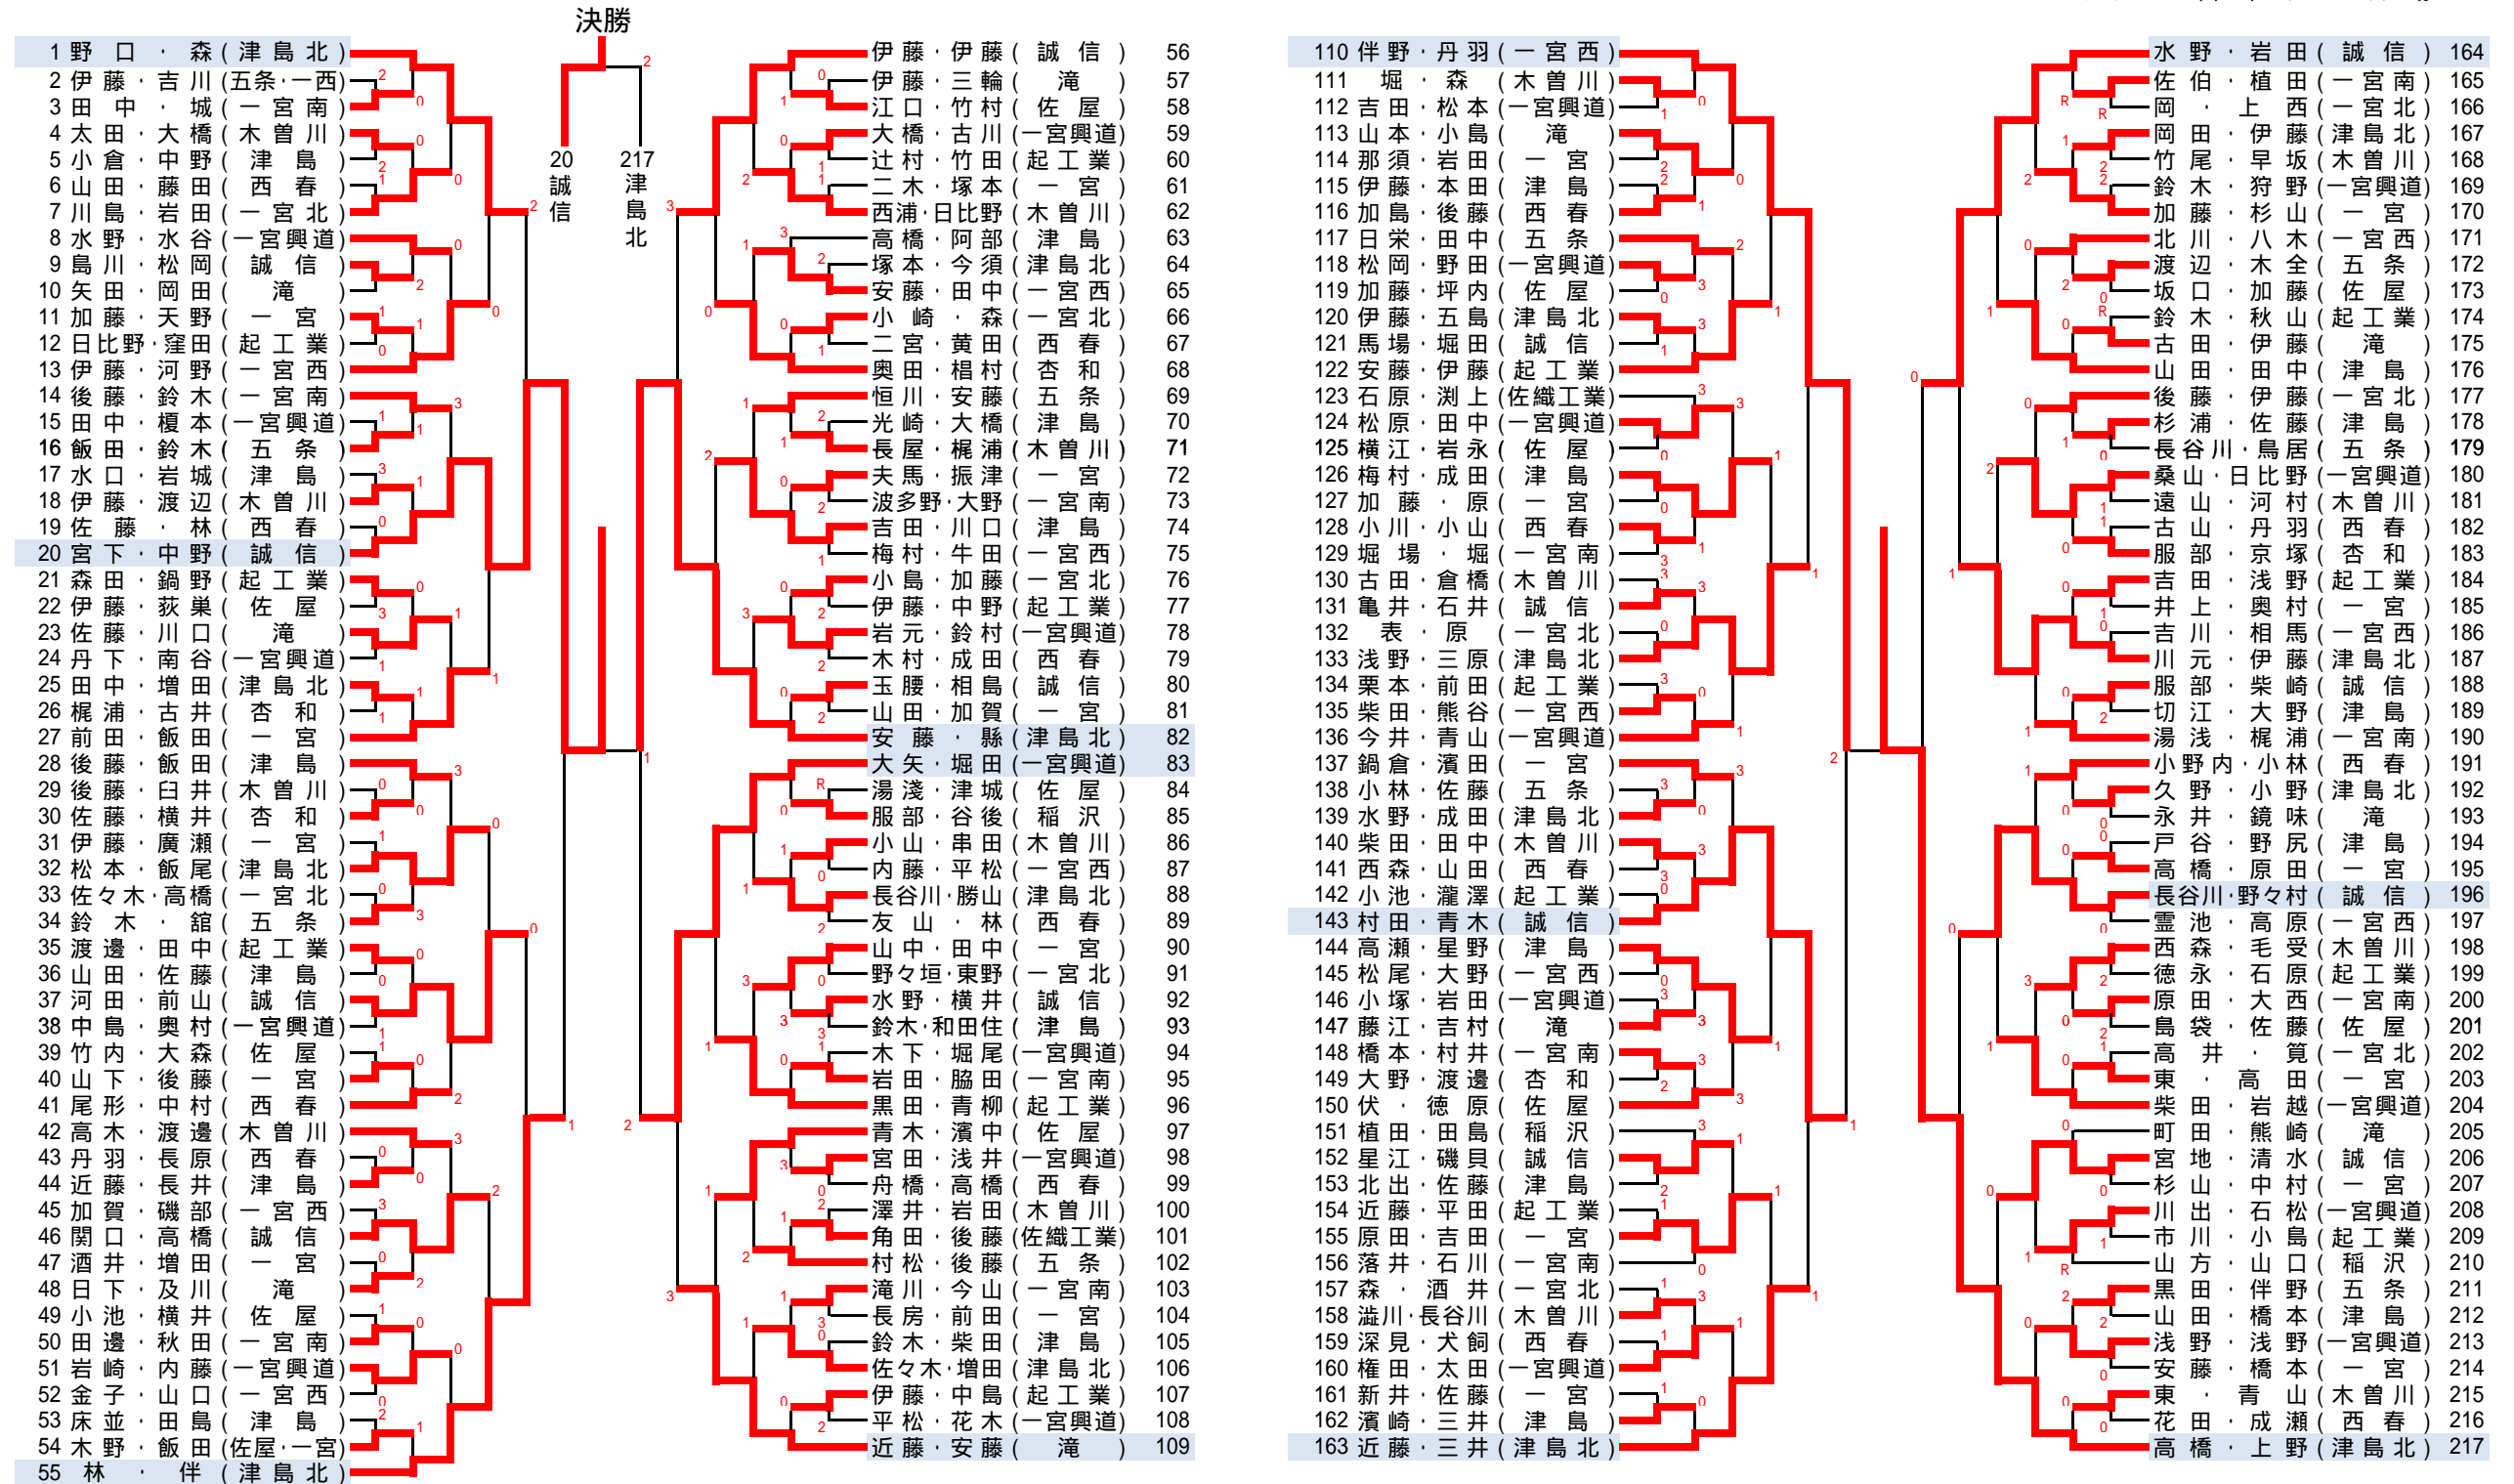 決勝
20 誠信
217 津島北
2
1 野口・森(津島北)
2 伊藤・吉川(五条・一西)
3 田中・城(一宮南)
4 太田・大橋(木曽川)
5 小倉・中野(津島)
6 山田・藤田(西春)
7 川島・岩田(一宮北)
8 水野・水谷(一宮興道)
9 島川・松岡(誠信)
10 矢田・岡田(滝)
11 加藤・天野(一宮)
12 日比野・窪田(起工業)
13 伊藤・河野(一宮西)
14 後藤・鈴木(一宮南)
15 田中・榎本(一宮興道)
16 飯田・鈴木(五条)
17 水口・岩城(津島)
18 伊藤・渡辺(木曽川)
19 佐藤・林(西春)
20 宮下・中野(誠信)
21 森田・鍋野(起工業)
22 伊藤・荻巣(佐屋)
23 佐藤・川口(滝)
24 丹下・南谷(一宮興道)
25 田中・増田(津島北)
26 梶浦・古井(杏和)
27 前田・飯田(一宮)
28 後藤・飯田(津島)
29 後藤・臼井(木曽川)
30 佐藤・横井(杏和)
31 伊藤・廣瀬(一宮)
32 松本・飯尾(津島北)
33 佐々木・高橋(一宮北)
34 鈴木・舘(五条)
35 渡邊・田中(起工業)
36 山田・佐藤(津島)
37 河田・前山(誠信)
38 中島・奥村(一宮興道)
39 竹内・大森(佐屋)
40 山下・後藤(一宮)
41 尾形・中村(西春)
42 高木・渡邊(木曽川)
43 丹羽・長原(西春)
44 近藤・長井(津島)
45 加賀・磯部(一宮西)
46 関口・高橋(誠信)
47 酒井・増田(一宮)
48 日下・及川(滝)
49 小池・横井(佐屋)
50 田邊・秋田(一宮南)
51 岩崎・内藤(一宮興道)
52 金子・山口(一宮西)
53 床並・田島(津島)
54 木野・飯田(佐屋・一宮)
55 林・伴(津島北)
伊藤・伊藤(誠信) 56
伊藤・三輪(滝) 57
江口・竹村(佐屋) 58
大橋・古川(一宮興道) 59
辻村・竹田(起工業) 60
二木・塚本(一宮) 61
西浦・日比野(木曽川) 62
高橋・阿部(津島) 63
塚本・今須(津島北) 64
安藤・田中(一宮西) 65
小崎・森(一宮北) 66
二宮・黄田(西春) 67
奥田・椙村(杏和) 68
恒川・安藤(五条) 69
光崎・大橋(津島) 70
長屋・梶浦(木曽川) 71
夫馬・振津(一宮) 72
波多野・大野(一宮南) 73
吉田・川口(津島) 74
梅村・牛田(一宮西) 75
小島・加藤(一宮北) 76
伊藤・中野(起工業) 77
岩元・鈴村(一宮興道) 78
木村・成田(西春) 79
玉腰・相島(誠信) 80
山田・加賀(一宮) 81
安藤・縣(津島北) 82
大矢・堀田(一宮興道) 83
湯淺・津城(佐屋) 84
服部・谷後(稲沢) 85
小山・串田(木曽川) 86
内藤・平松(一宮西) 87
長谷川・勝山(津島北) 88
友山・林(西春) 89
山中・田中(一宮) 90
野々垣・東野(一宮北) 91
水野・横井(誠信) 92
鈴木・和田住(津島) 93
木下・堀尾(一宮興道) 94
岩田・脇田(一宮南) 95
黒田・青柳(起工業) 96
青木・濱中(佐屋) 97
宮田・浅井(一宮興道) 98
舟橋・高橋(西春) 99
澤井・岩田(木曽川) 100
角田・後藤(佐織工業) 101
村松・後藤(五条) 102
滝川・今山(一宮南) 103
長房・前田(一宮) 104
鈴木・柴田(津島) 105
佐々木・増田(津島北) 106
伊藤・中島(起工業) 107
平松・花木(一宮興道) 108
近藤・安藤(滝) 109
110 伴野・丹羽(一宮西)
111 堀・森(木曽川)
112 吉田・松本(一宮興道)
113 山本・小島(滝)
114 那須・岩田(一宮)
115 伊藤・本田(津島)
116 加島・後藤(西春)
117 日栄・田中(五条)
118 松岡・野田(一宮興道)
119 加藤・坪内(佐屋)
120 伊藤・五島(津島北)
121 馬場・堀田(誠信)
122 安藤・伊藤(起工業)
123 石原・渕上(佐織工業)
124 松原・田中(一宮興道)
125 横江・岩永(佐屋)
126 梅村・成田(津島)
127 加藤・原(一宮)
128 小川・小山(西春)
129 堀場・堀(一宮南)
130 古田・倉橋(木曽川)
131 亀井・石井(誠信)
132 表・原(一宮北)
133 浅野・三原(津島北)
134 栗本・前田(起工業)
135 柴田・熊谷(一宮西)
136 今井・青山(一宮興道)
137 鍋倉・濱田(一宮)
138 小林・佐藤(五条)
139 水野・成田(津島北)
140 柴田・田中(木曽川)
141 西森・山田(西春)
142 小池・瀧澤(起工業)
143 村田・青木(誠信)
144 高瀬・星野(津島)
145 松尾・大野(一宮西)
146 小塚・岩田(一宮興道)
147 藤江・吉村(滝)
148 橋本・村井(一宮南)
149 大野・渡邊(杏和)
150 伏・徳原(佐屋)
151 植田・田島(稲沢)
152 星江・磯貝(誠信)
153 北出・佐藤(津島)
154 近藤・平田(起工業)
155 原田・吉田(一宮)
156 落井・石川(一宮南)
157 森・酒井(一宮北)
158 澁川・長谷川(木曽川)
159 深見・犬飼(西春)
160 権田・太田(一宮興道)
161 新井・佐藤(一宮)
162 濱崎・三井(津島)
163 近藤・三井(津島北)
水野・岩田(誠信) 164
佐伯・植田(一宮南) 165
岡・上西(一宮北) 166
岡田・伊藤(津島北) 167
竹尾・早坂(木曽川) 168
鈴木・狩野(一宮興道) 169
加藤・杉山(一宮) 170
北川・八木(一宮西) 171
渡辺・木全(五条) 172
坂口・加藤(佐屋) 173
鈴木・秋山(起工業) 174
古田・伊藤(滝) 175
山田・田中(津島) 176
後藤・伊藤(一宮北) 177
杉浦・佐藤(津島) 178
長谷川・鳥居(五条) 179
桑山・日比野(一宮興道) 180
遠山・河村(木曽川) 181
古山・丹羽(西春) 182
服部・京塚(杏和) 183
吉田・浅野(起工業) 184
井上・奥村(一宮) 185
吉川・相馬(一宮西) 186
川元・伊藤(津島北) 187
服部・柴崎(誠信) 188
切江・大野(津島) 189
湯浅・梶浦(一宮南) 190
小野内・小林(西春) 191
久野・小野(津島北) 192
永井・鏡味(滝) 193
戸谷・野尻(津島) 194
高橋・原田(一宮) 195
長谷川・野々村(誠信) 196
霊池・高原(一宮西) 197
西森・毛受(木曽川) 198
徳永・石原(起工業) 199
原田・大西(一宮南) 200
島袋・佐藤(佐屋) 201
高井・筧(一宮北) 202
東・高田(一宮) 203
柴田・岩越(一宮興道) 204
町田・熊崎(滝) 205
宮地・清水(誠信) 206
杉山・中村(一宮) 207
川出・石松(一宮興道) 208
市川・小島(起工業) 209
山方・山口(稲沢) 210
黒田・伴野(五条) 211
山田・橋本(津島) 212
浅野・浅野(一宮興道) 213
安藤・橋本(一宮) 214
東・青山(木曽川) 215
花田・成瀬(西春) 216
高橋・上野(津島北) 217